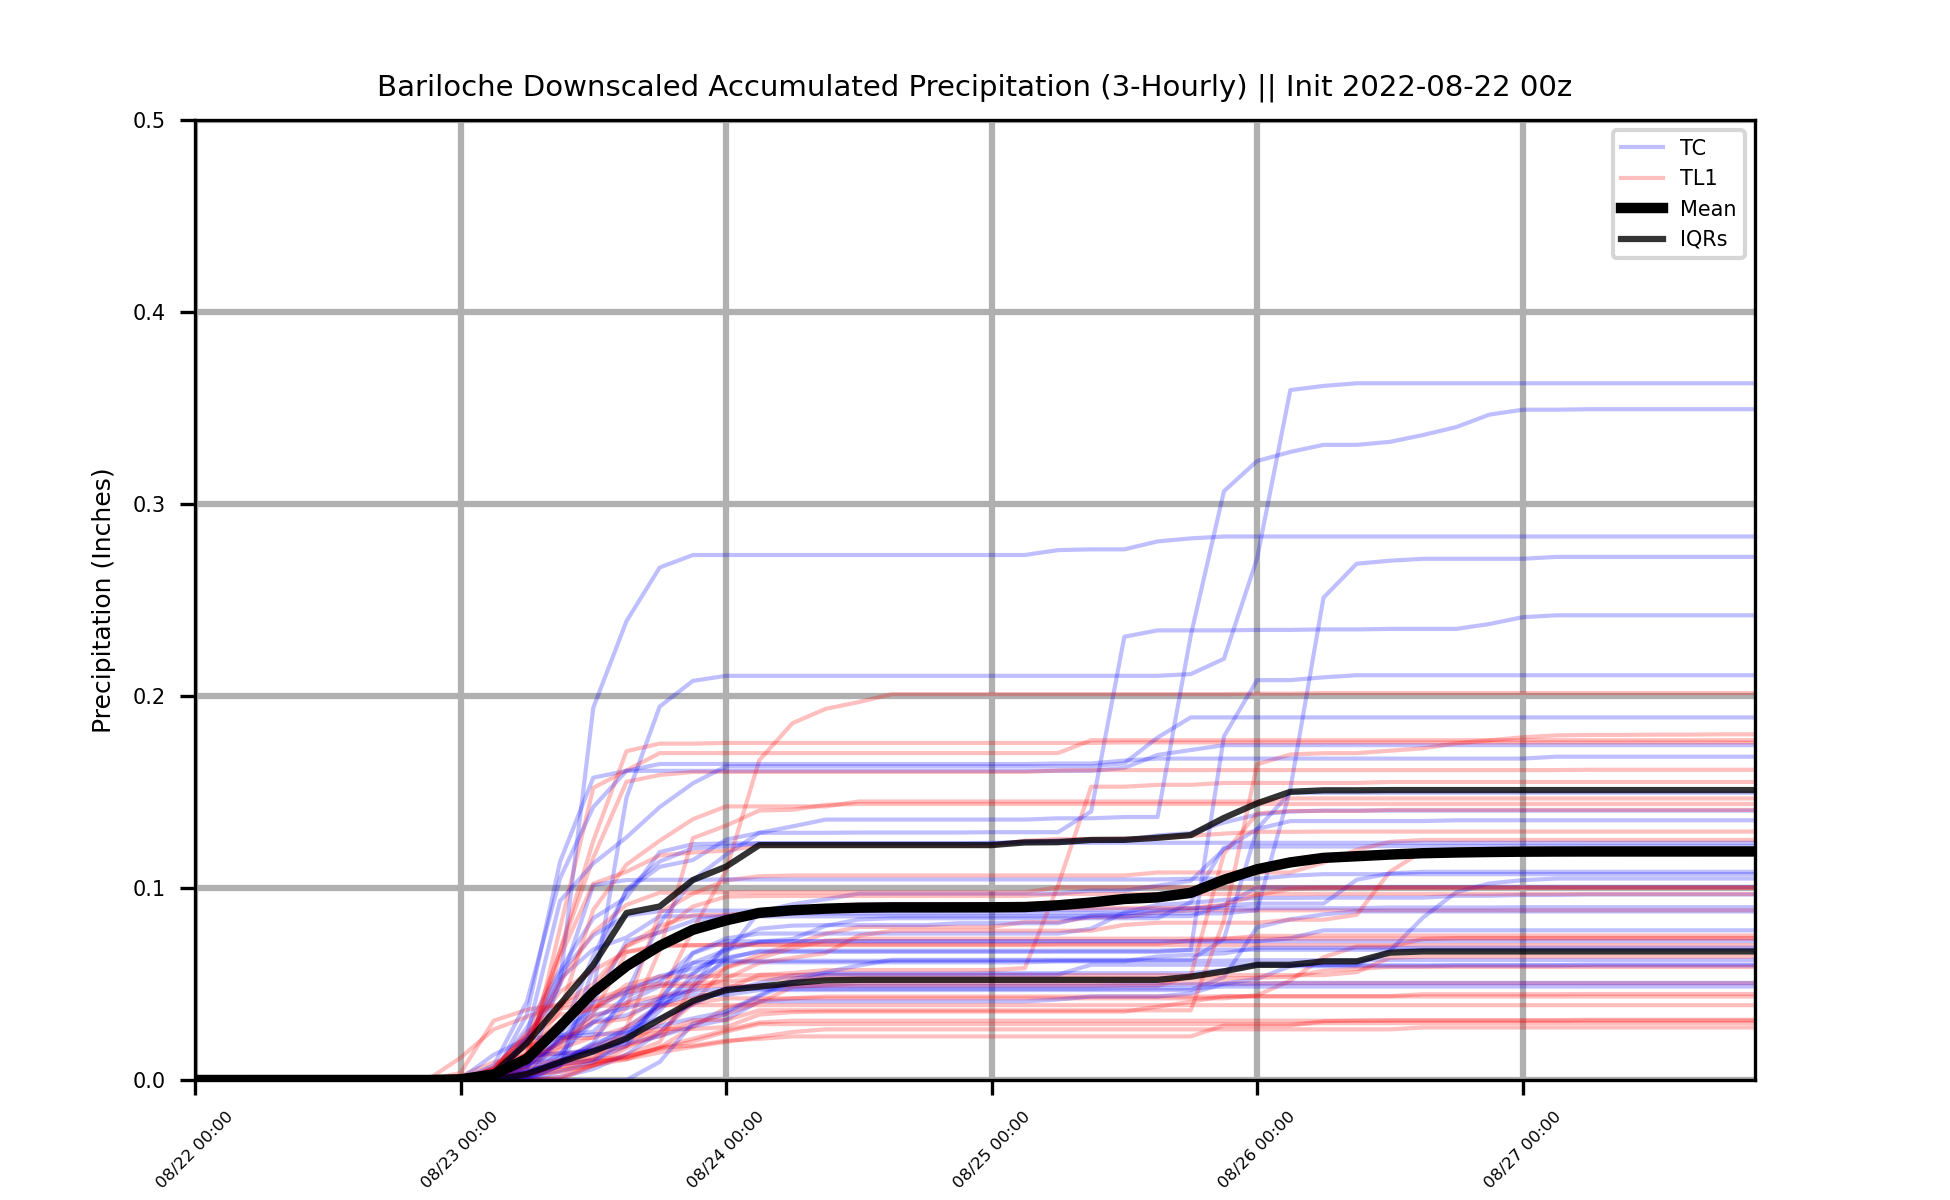 Bariloche Downscaled Accumulated Precipitation (3-Hourly) || Init 2022-08-22 00z
TC
TL1
Mean
IQRs
Precipitation (Inches)
0.5
0.4
0.3
0.2
0.1
0.0
08/22 00:00
08/23 00:00
08/24 00:00
08/25 00:00
08/26 00:00
08/27 00:00